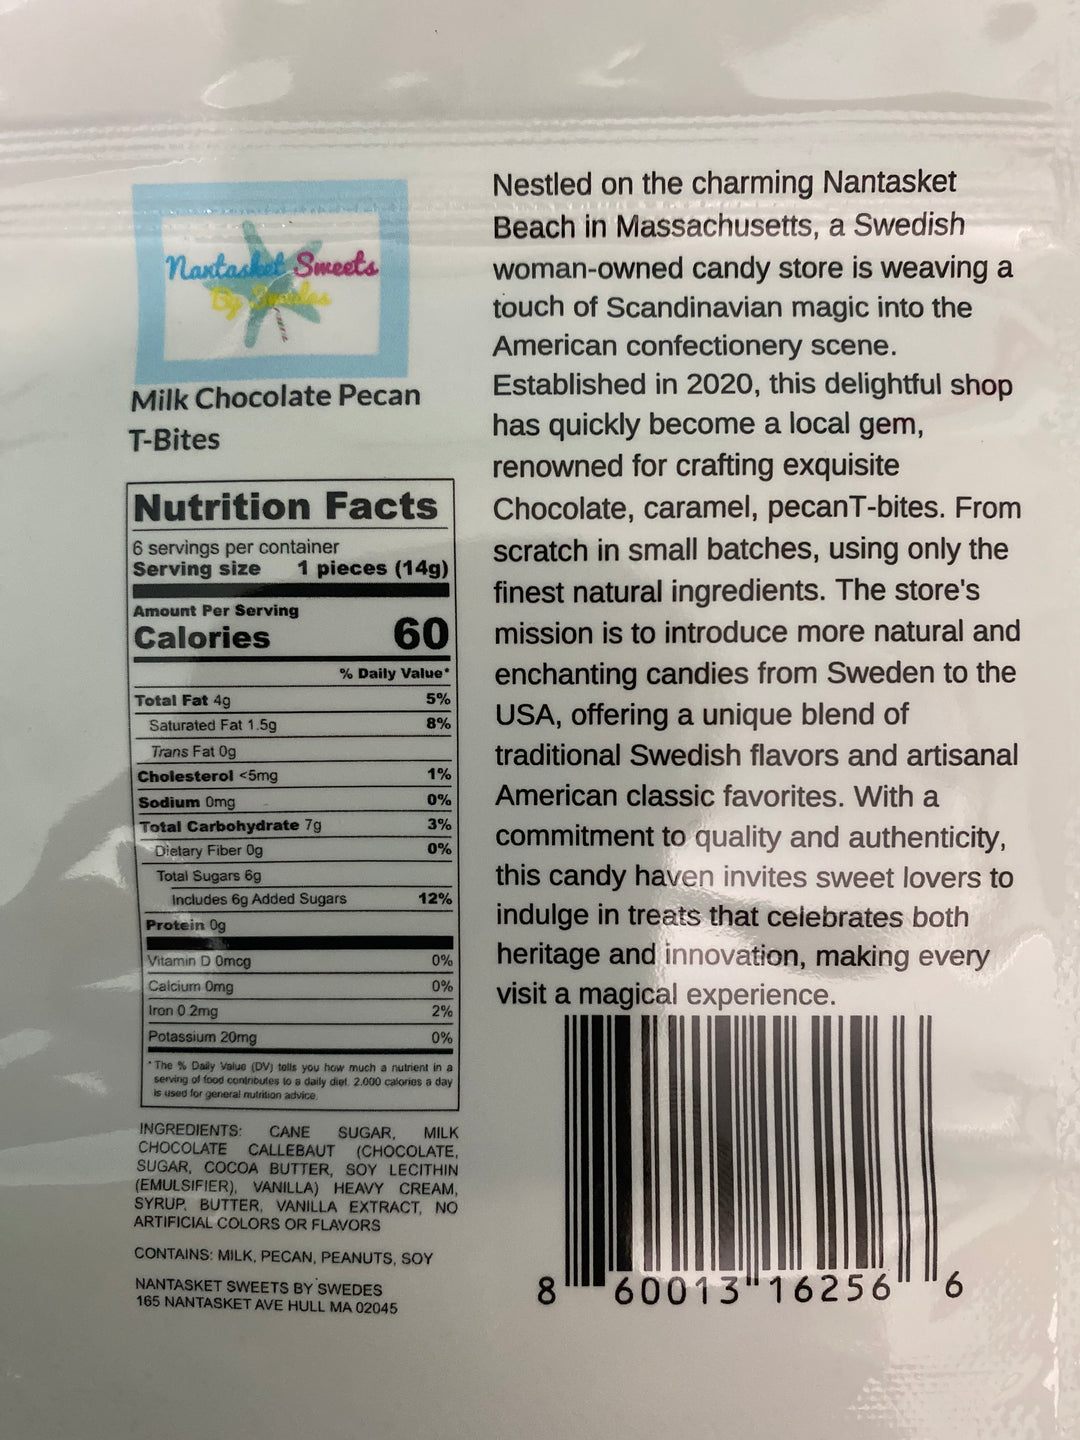 Nantasket Sweets
By Swedes
Milk Chocolate Pecan
T-Bites
Nutrition Facts
6 servings per container
Serving size 1 pieces (14g)
Amount Per Serving
Calories 60
% Daily Value*
Total Fat 4g 5%
Saturated Fat 1.5g 8%
Trans Fat 0g
Cholesterol <5mg 1%
Sodium 0mg 0%
Total Carbohydrate 7g 3%
Dietary Fiber 0g 0%
Total Sugars 6g
Includes 6g Added Sugars 12%
Protein 0g
Vitamin D 0mcg 0%
Calcium 0mg 0%
Iron 0.2mg 2%
Potassium 20mg 0%
* The % Daily Value (DV) tells you how much a nutrient in a
serving of food contributes to a daily diet. 2,000 calories a day
is used for general nutrition advice.
INGREDIENTS: CANE SUGAR, MILK
CHOCOLATE CALLEBAUT (CHOCOLATE,
SUGAR, COCOA BUTTER, SOY LECITHIN
(EMULSIFIER), VANILLA) HEAVY CREAM,
SYRUP, BUTTER, VANILLA EXTRACT, NO
ARTIFICIAL COLORS OR FLAVORS
CONTAINS: MILK, PECAN, PEANUTS, SOY
NANTASKET SWEETS BY SWEDES
165 NANTASKET AVE HULL MA 02045
Nestled on the charming Nantasket
Beach in Massachusetts, a Swedish
woman-owned candy store is weaving a
touch of Scandinavian magic into the
American confectionery scene.
Established in 2020, this delightful shop
has quickly become a local gem,
renowned for crafting exquisite
Chocolate, caramel, pecanT-bites. From
scratch in small batches, using only the
finest natural ingredients. The store's
mission is to introduce more natural and
enchanting candies from Sweden to the
USA, offering a unique blend of
traditional Swedish flavors and artisanal
American classic favorites. With a
commitment to quality and authenticity,
this candy haven invites sweet lovers to
indulge in treats that celebrates both
heritage and innovation, making every
visit a magical experience.
8 60013 16256 6